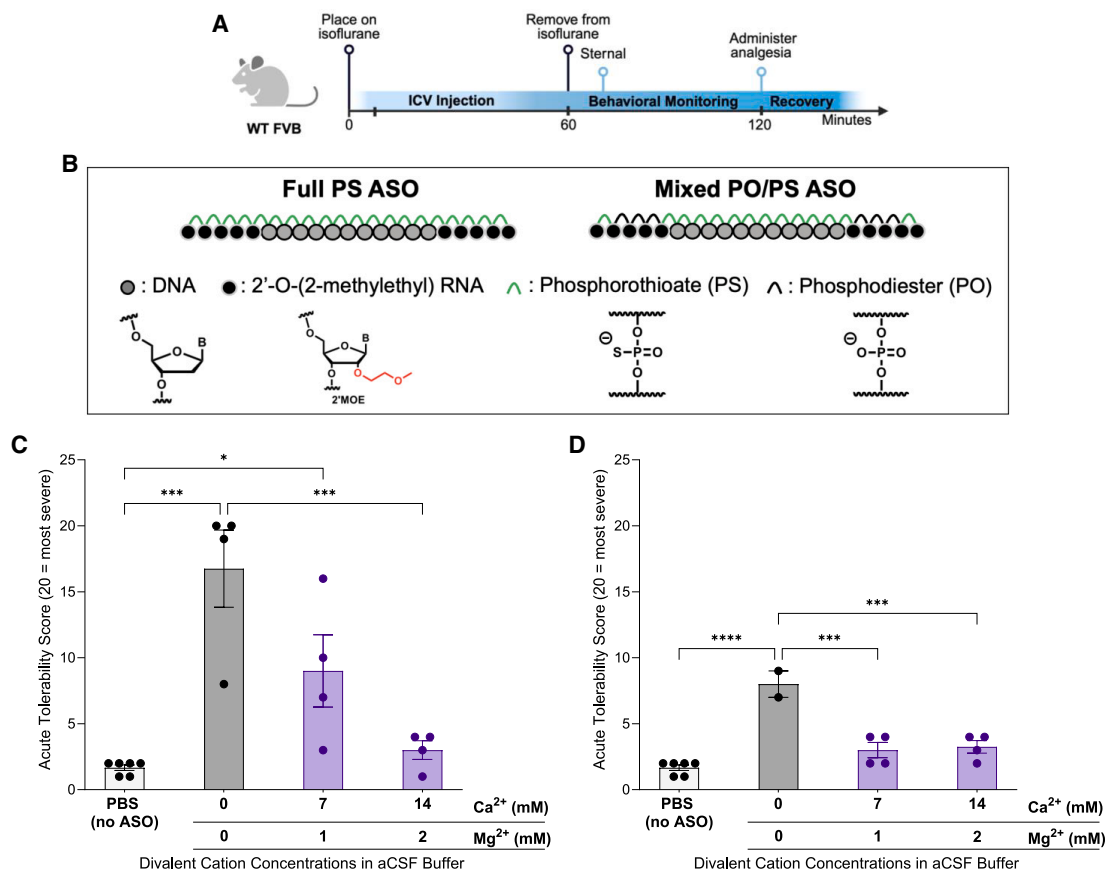 A
Place on
isoflurane
Remove from
isoflurane
Sternal
Administer
analgesia
ICV Injection
Behavioral Monitoring
Recovery
WT FVB
0
60
120
Minutes
B
Full PS ASO
Mixed PO/PS ASO
: DNA
: 2'-O-(2-methylethyl) RNA
: Phosphorothioate (PS)
: Phosphodiester (PO)
O
O
B
O
O
O
B
O
O
O
2'MOE
⊖
O
S–P=O
O
⊖
O
O–P=O
O
C
Acute Tolerability Score (20 = most severe)
25
20
15
10
5
0
*
***
***
PBS
(no ASO)
0
7
14
Ca2+ (mM)
0
1
2
Mg2+ (mM)
Divalent Cation Concentrations in aCSF Buffer
D
Acute Tolerability Score (20 = most severe)
25
20
15
10
5
0
***
****
***
PBS
(no ASO)
0
7
14
Ca2+ (mM)
0
1
2
Mg2+ (mM)
Divalent Cation Concentrations in aCSF Buffer